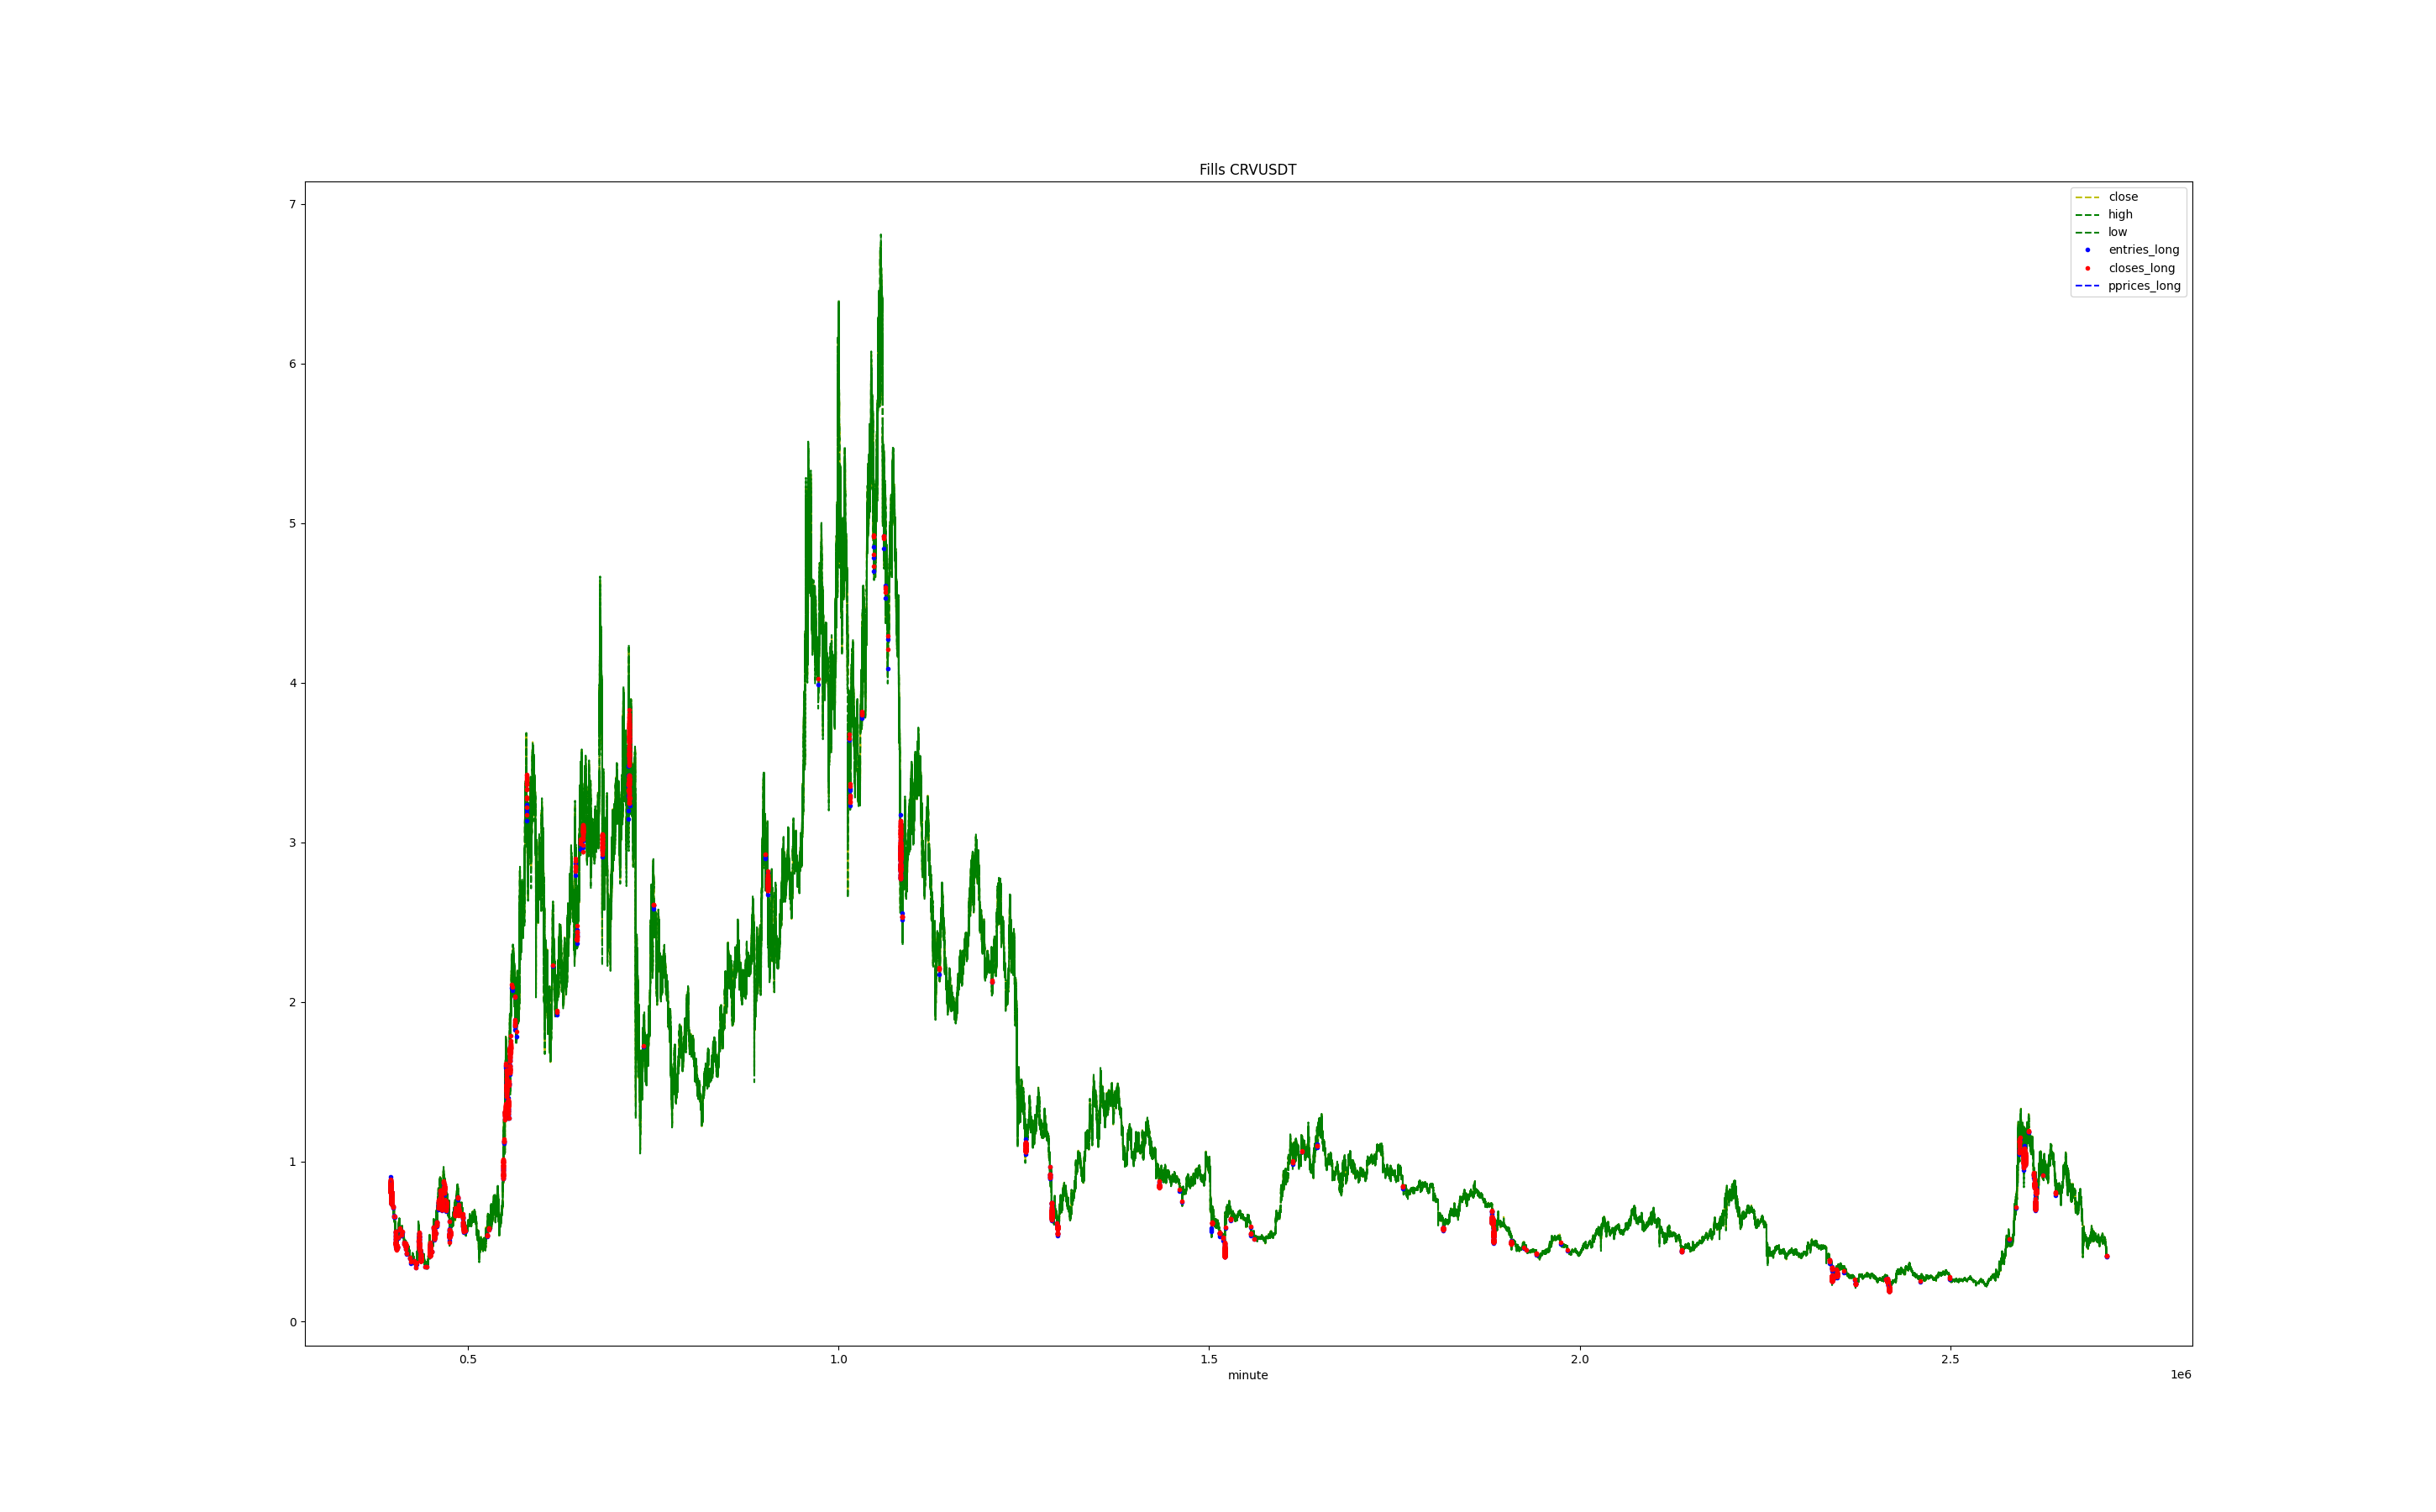 Fills CRVUSDT
close
high
low
entries_long
closes_long
pprices_long
7
6
5
4
3
2
1
0
0.5 1.0 1.5 2.0 2.5
minute
1e6